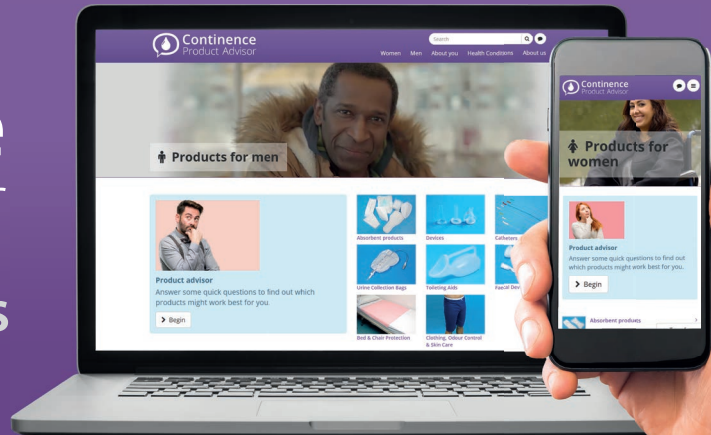 Continence
Product Advisor
Search
Women Men About you Health Conditions About us
Products for men
Product advisor
Answer some quick questions to find out which
products might work best for you.
Begin
Absorbent products
Devices
Catheters
Urine Collection Bags
Toileting Aids
Faecal
Bed & Chair Protection
Clothing, Odour Control
& Skin Care
Continence
Product Advisor
Products for
women
Product advisor
Answer some quick questions to find out
which products might work best for you.
Begin
Absorbent products